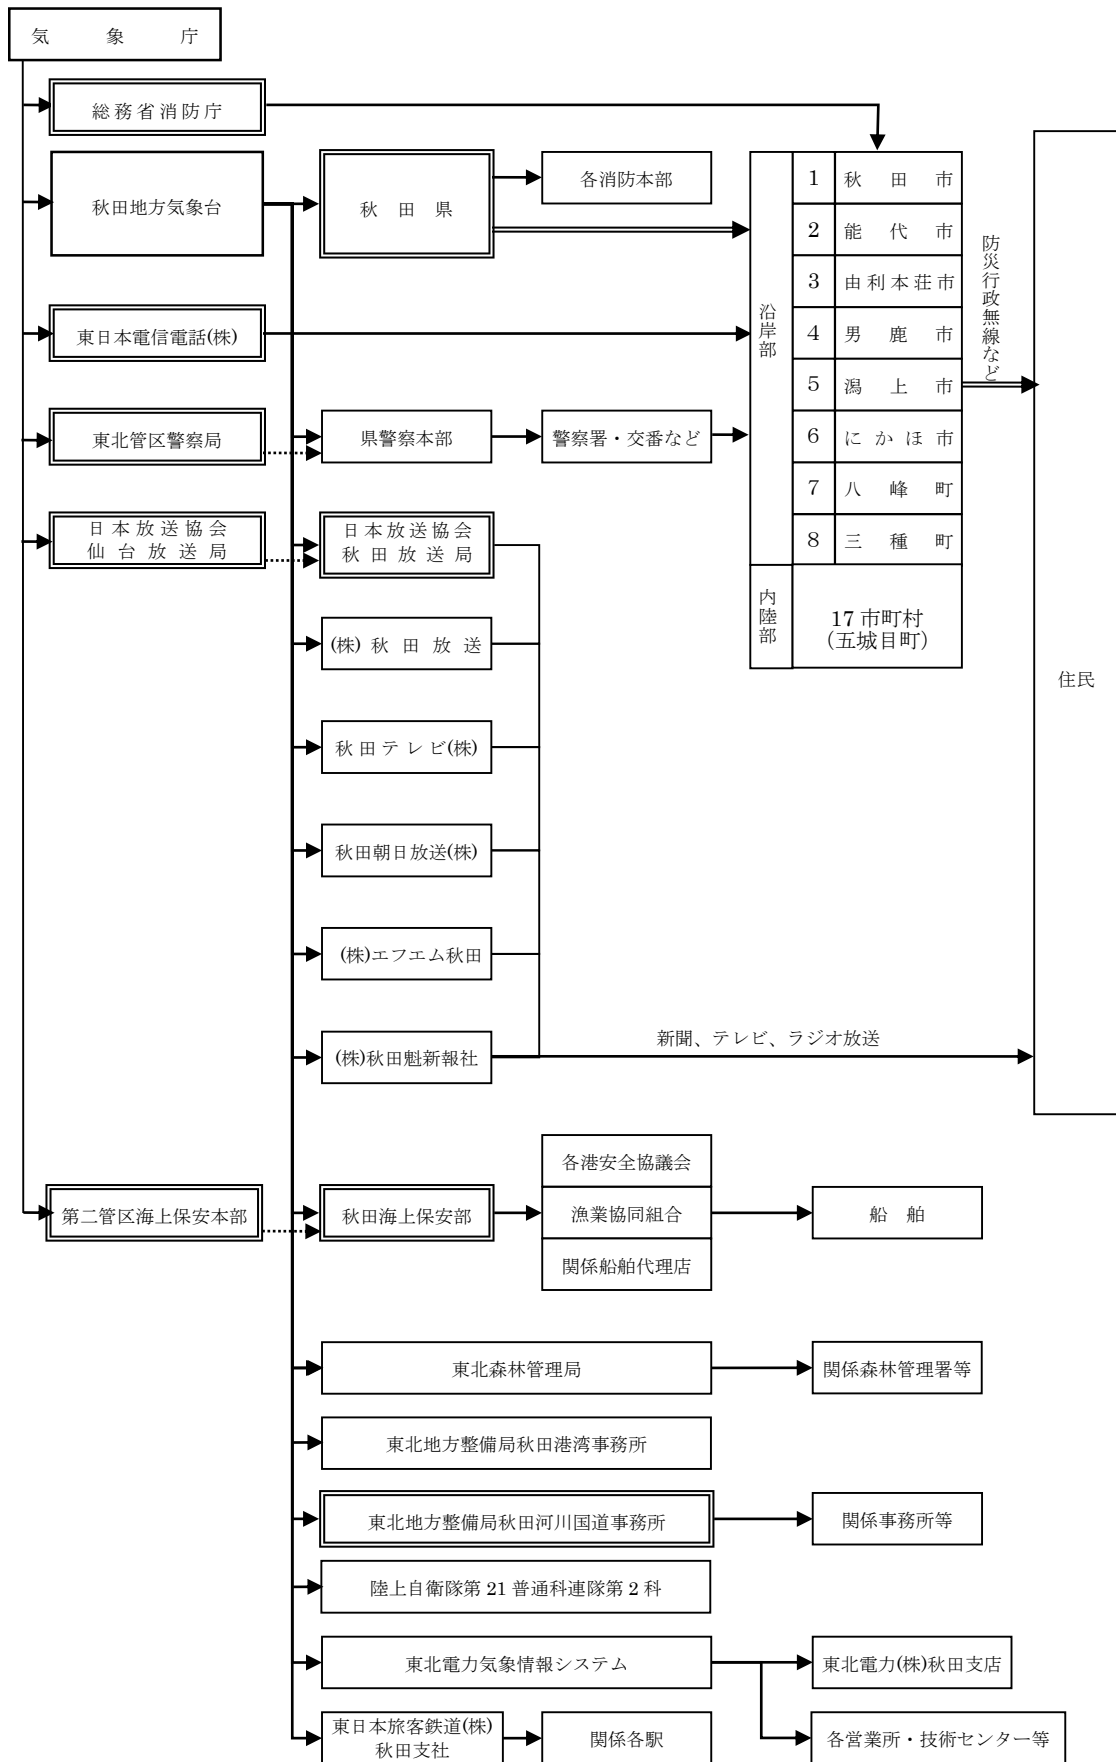 気象庁
総務省消防庁
秋田地方気象台
秋田県
各消防本部
沿岸部
1 秋田市
2 能代市
3 由利本荘市
4 男鹿市
5 潟上市
6 にかほ市
7 八峰町
8 三種町
内陸部
17 市町村
(五城目町)
防災行政無線など
住民
東日本電信電話(株)
東北管区警察局
県警察本部
警察署・交番など
日本放送協会
仙台放送局
日本放送協会
秋田放送局
(株)秋田放送
秋田テレビ(株)
秋田朝日放送(株)
(株)エフエム秋田
(株)秋田魁新報社
新聞、テレビ、ラジオ放送
第二管区海上保安本部
秋田海上保安部
各港安全協議会
漁業協同組合
関係船舶代理店
船舶
東北森林管理局
関係森林管理署等
東北地方整備局秋田港湾事務所
東北地方整備局秋田河川国道事務所
関係事務所等
陸上自衛隊第 21 普通科連隊第 2 科
東北電力気象情報システム
東北電力(株)秋田支店
東日本旅客鉄道(株)
秋田支社
関係各駅
各営業所・技術センター等